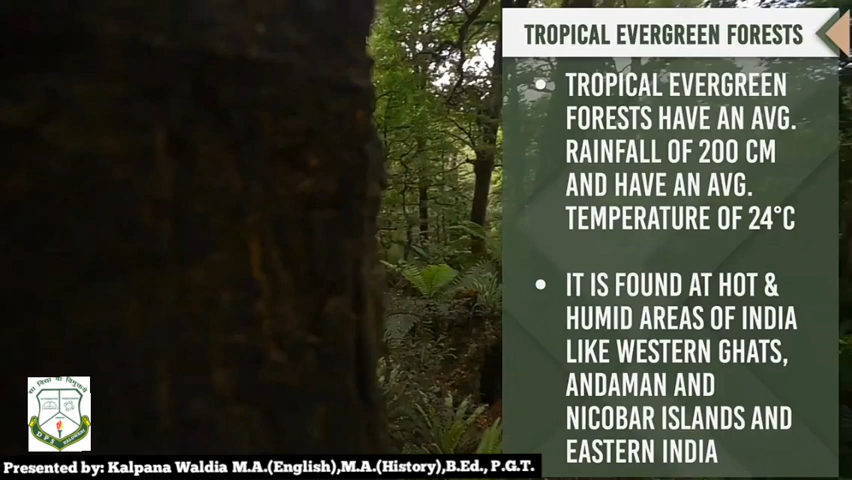 TROPICAL EVERGREEN FORESTS
• TROPICAL EVERGREEN
FORESTS HAVE AN AVG.
RAINFALL OF 200 CM
AND HAVE AN AVG.
TEMPERATURE OF 24°C
• IT IS FOUND AT HOT &
HUMID AREAS OF INDIA
LIKE WESTERN GHATS,
ANDAMAN AND
NICOBAR ISLANDS AND
EASTERN INDIA
सा विद्या या विमुक्तये
Presented by: Kalpana Waldia M.A.(English),M.A.(History),B.Ed., P.G.T.